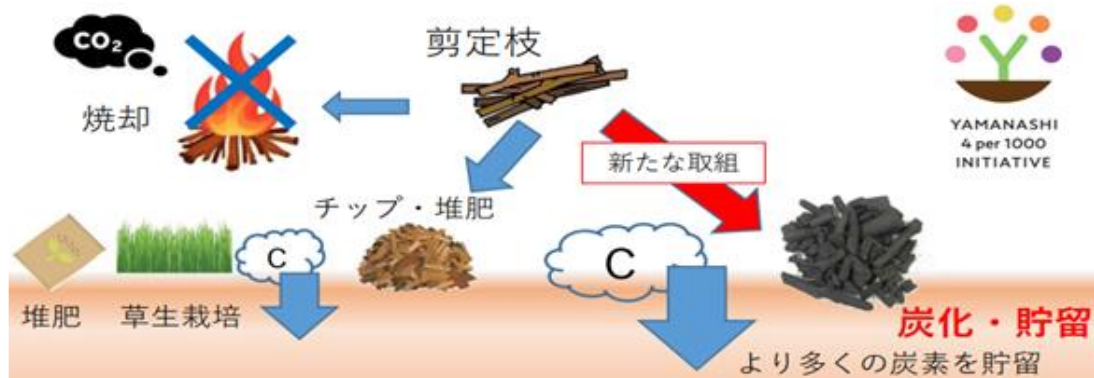 CO₂
剪定枝
焼却
新たな取組
YAMANASHI
4 per 1000
INITIATIVE
チップ・堆肥
C
C
堆肥
草生栽培
炭化・貯留
より多くの炭素を貯留